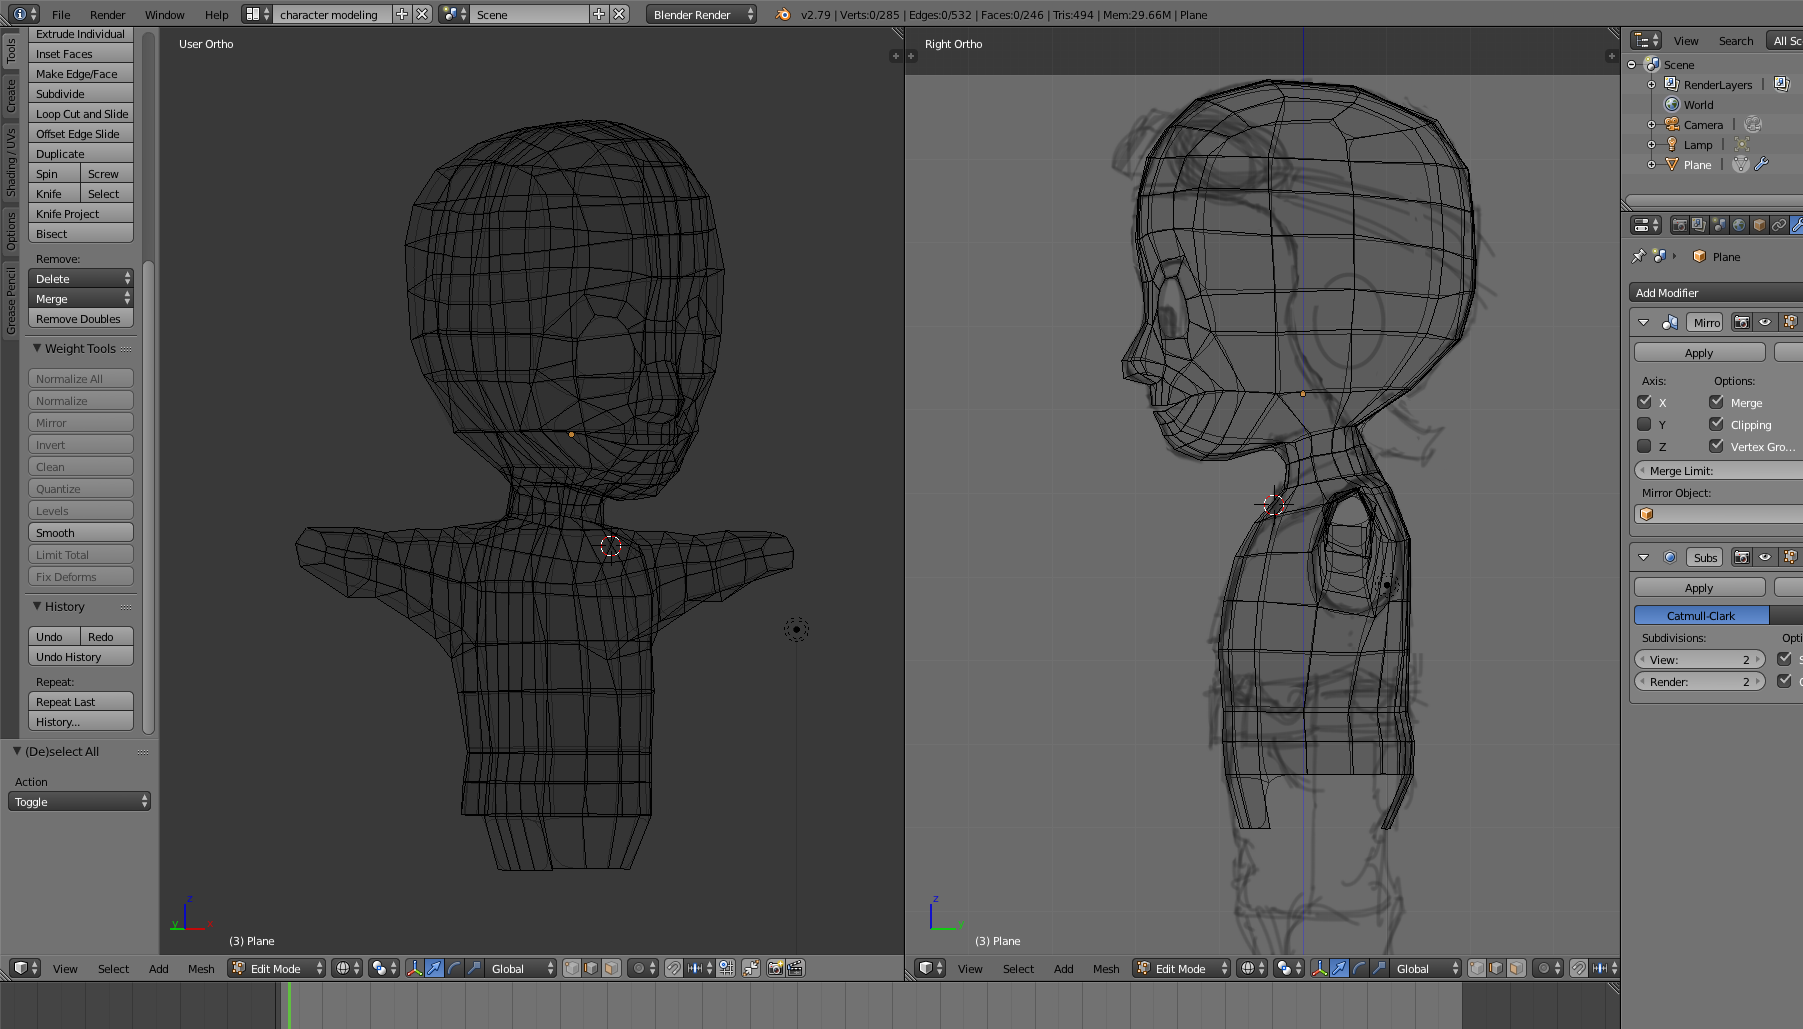 File Render Window Help character modeling Scene Blender Render v2.79 | Verts:0/285 | Edges:0/532 | Faces:0/246 | Tris:494 | Mem:29.66M | Plane
Tools
Create
Shading / UVs
Options
Grease Pencil
Extrude Individual
Inset Faces
Make Edge/Face
Subdivide
Loop Cut and Slide
Offset Edge Slide
Duplicate
Spin Screw
Knife Select
Knife Project
Bisect
Remove:
Delete
Merge
Remove Doubles
Weight Tools
Normalize All
Normalize
Mirror
Invert
Clean
Quantize
Levels
Smooth
Limit Total
Fix Deforms
History
Undo Redo
Undo History
Repeat:
Repeat Last
History...
(De)select All
Action
Toggle
User Ortho
z
y x
(3) Plane
View Select Add Mesh Edit Mode Global
Right Ortho
z
y
(3) Plane
View Select Add Mesh Edit Mode Global
View Search All Sc
Scene
RenderLayers |
World
Camera |
Lamp |
Plane |
Plane
Add Modifier
Mirro
Apply
Axis: Options:
X Merge
Y Clipping
Z Vertex Gro...
Merge Limit:
Mirror Object:
Subs
Apply
Catmull-Clark
Subdivisions: Opti
View: 2 S
Render: 2